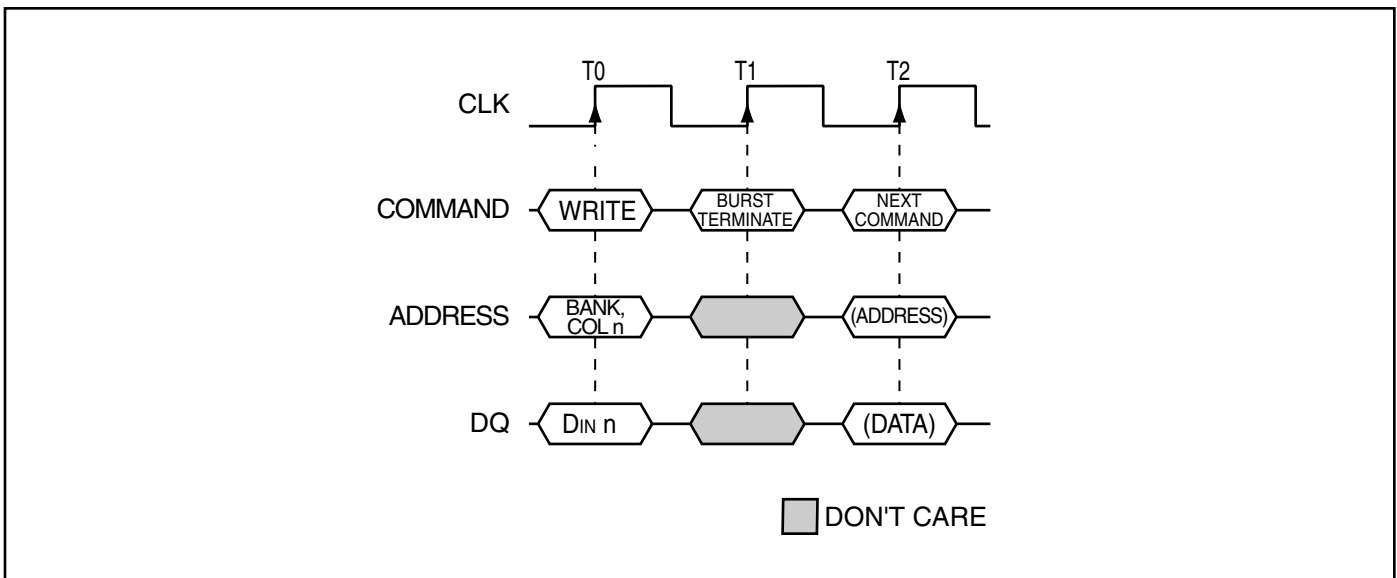 T0 T1 T2
CLK
COMMAND WRITE BURST TERMINATE NEXT COMMAND
ADDRESS BANK, COL n (ADDRESS)
DQ DIN n (DATA)
DON'T CARE